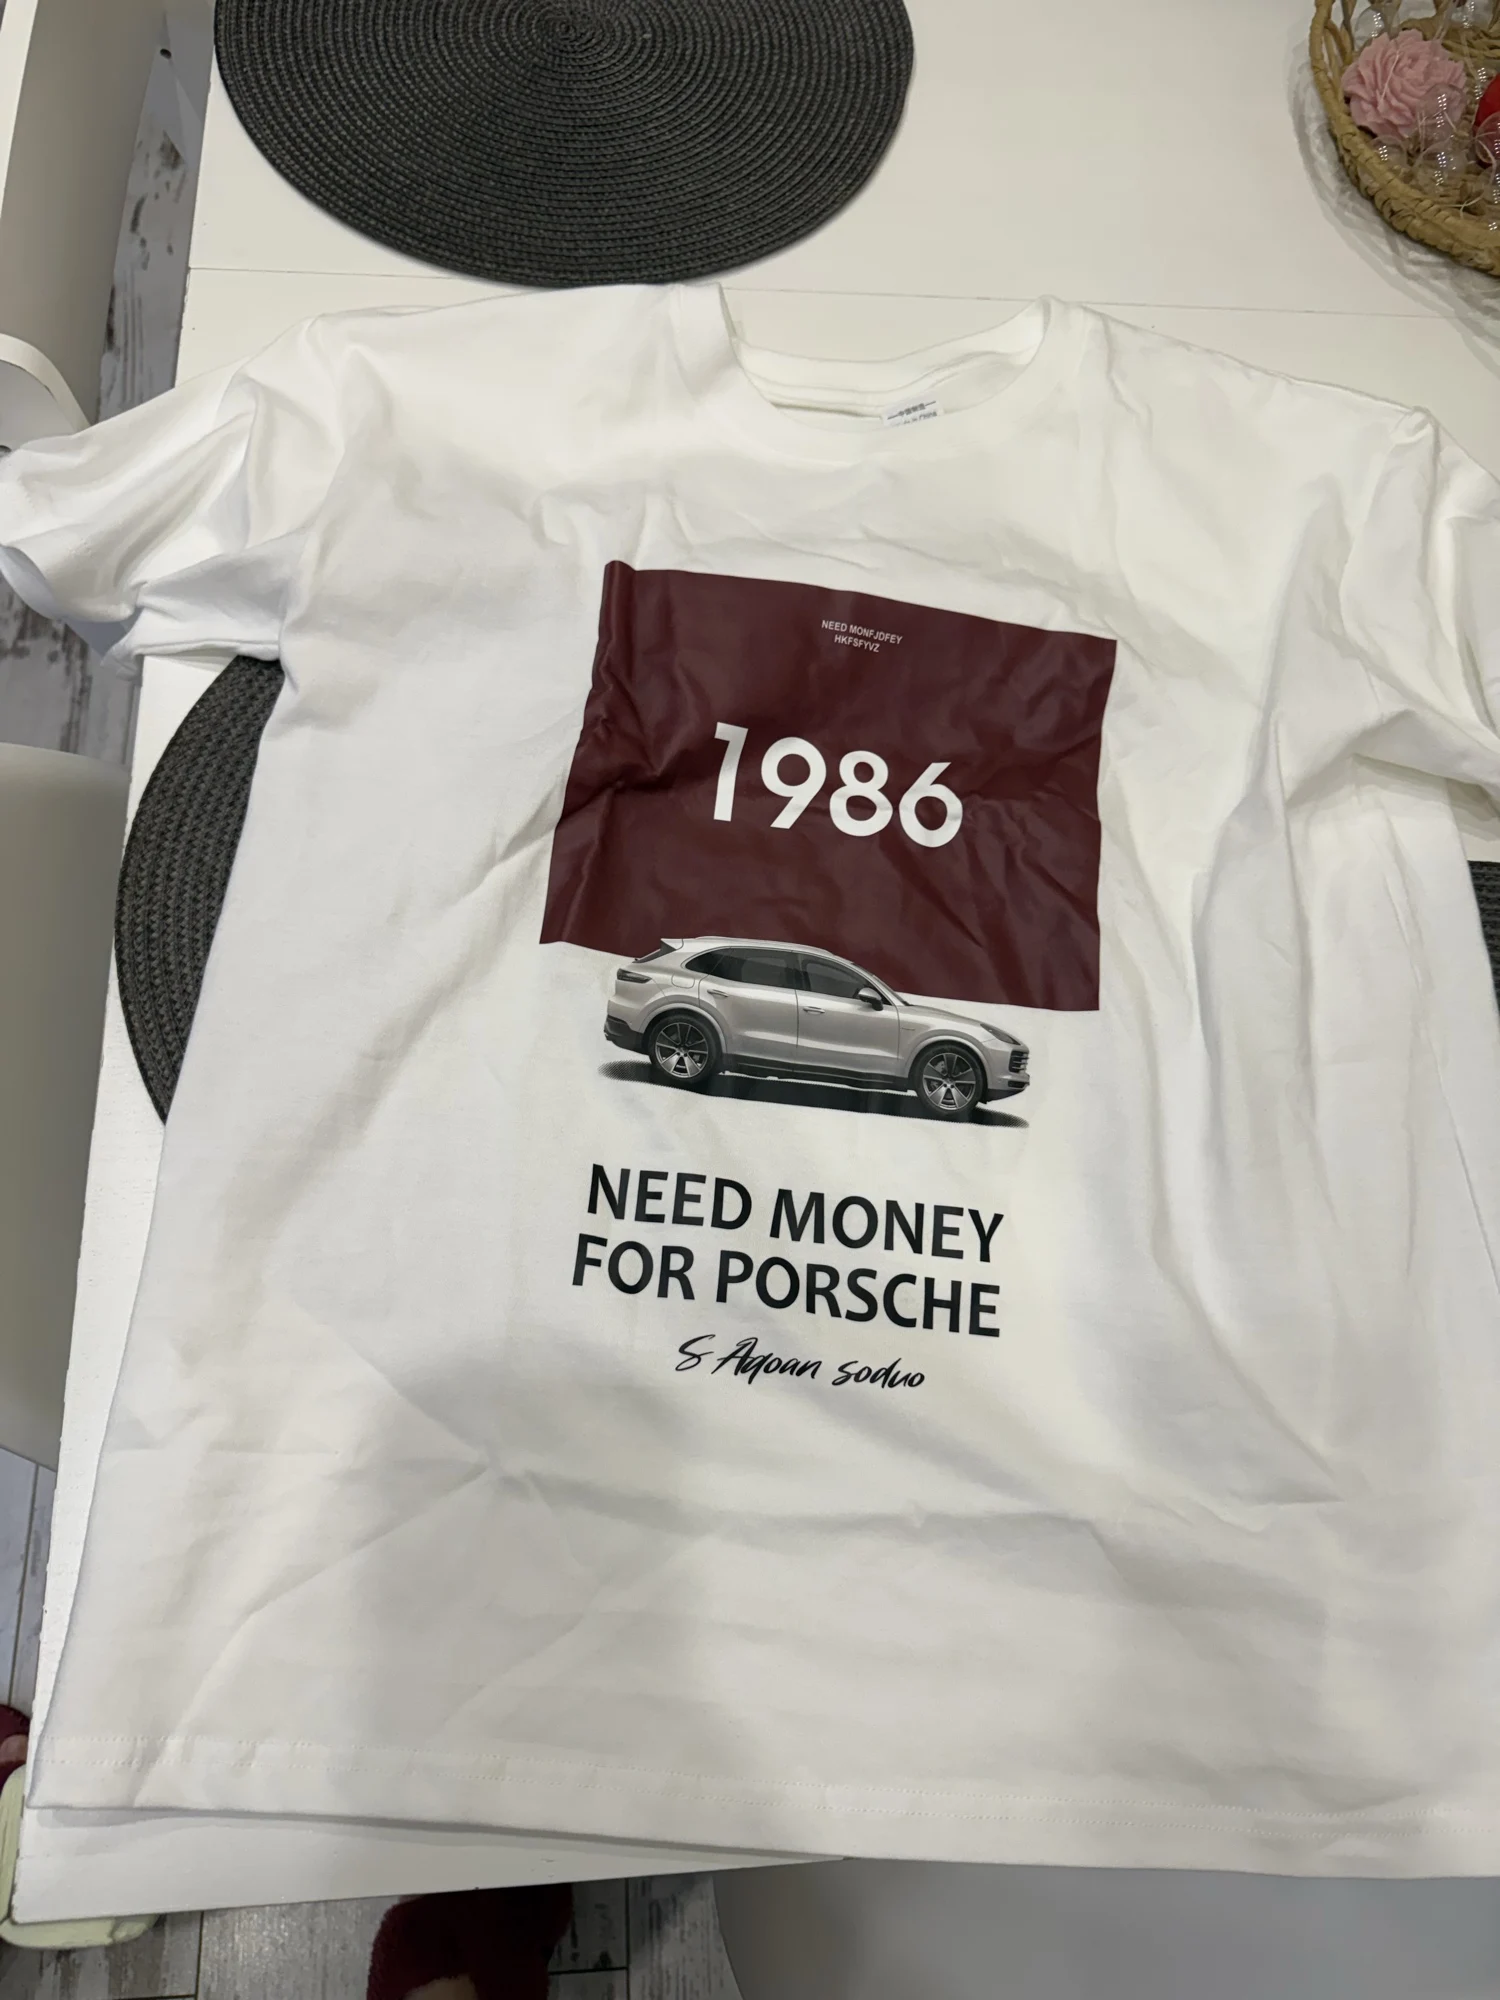 NEED MONFJDFEY
HKFSFYVZ
1986
NEED MONEY
FOR PORSCHE
S Aqoan soduo